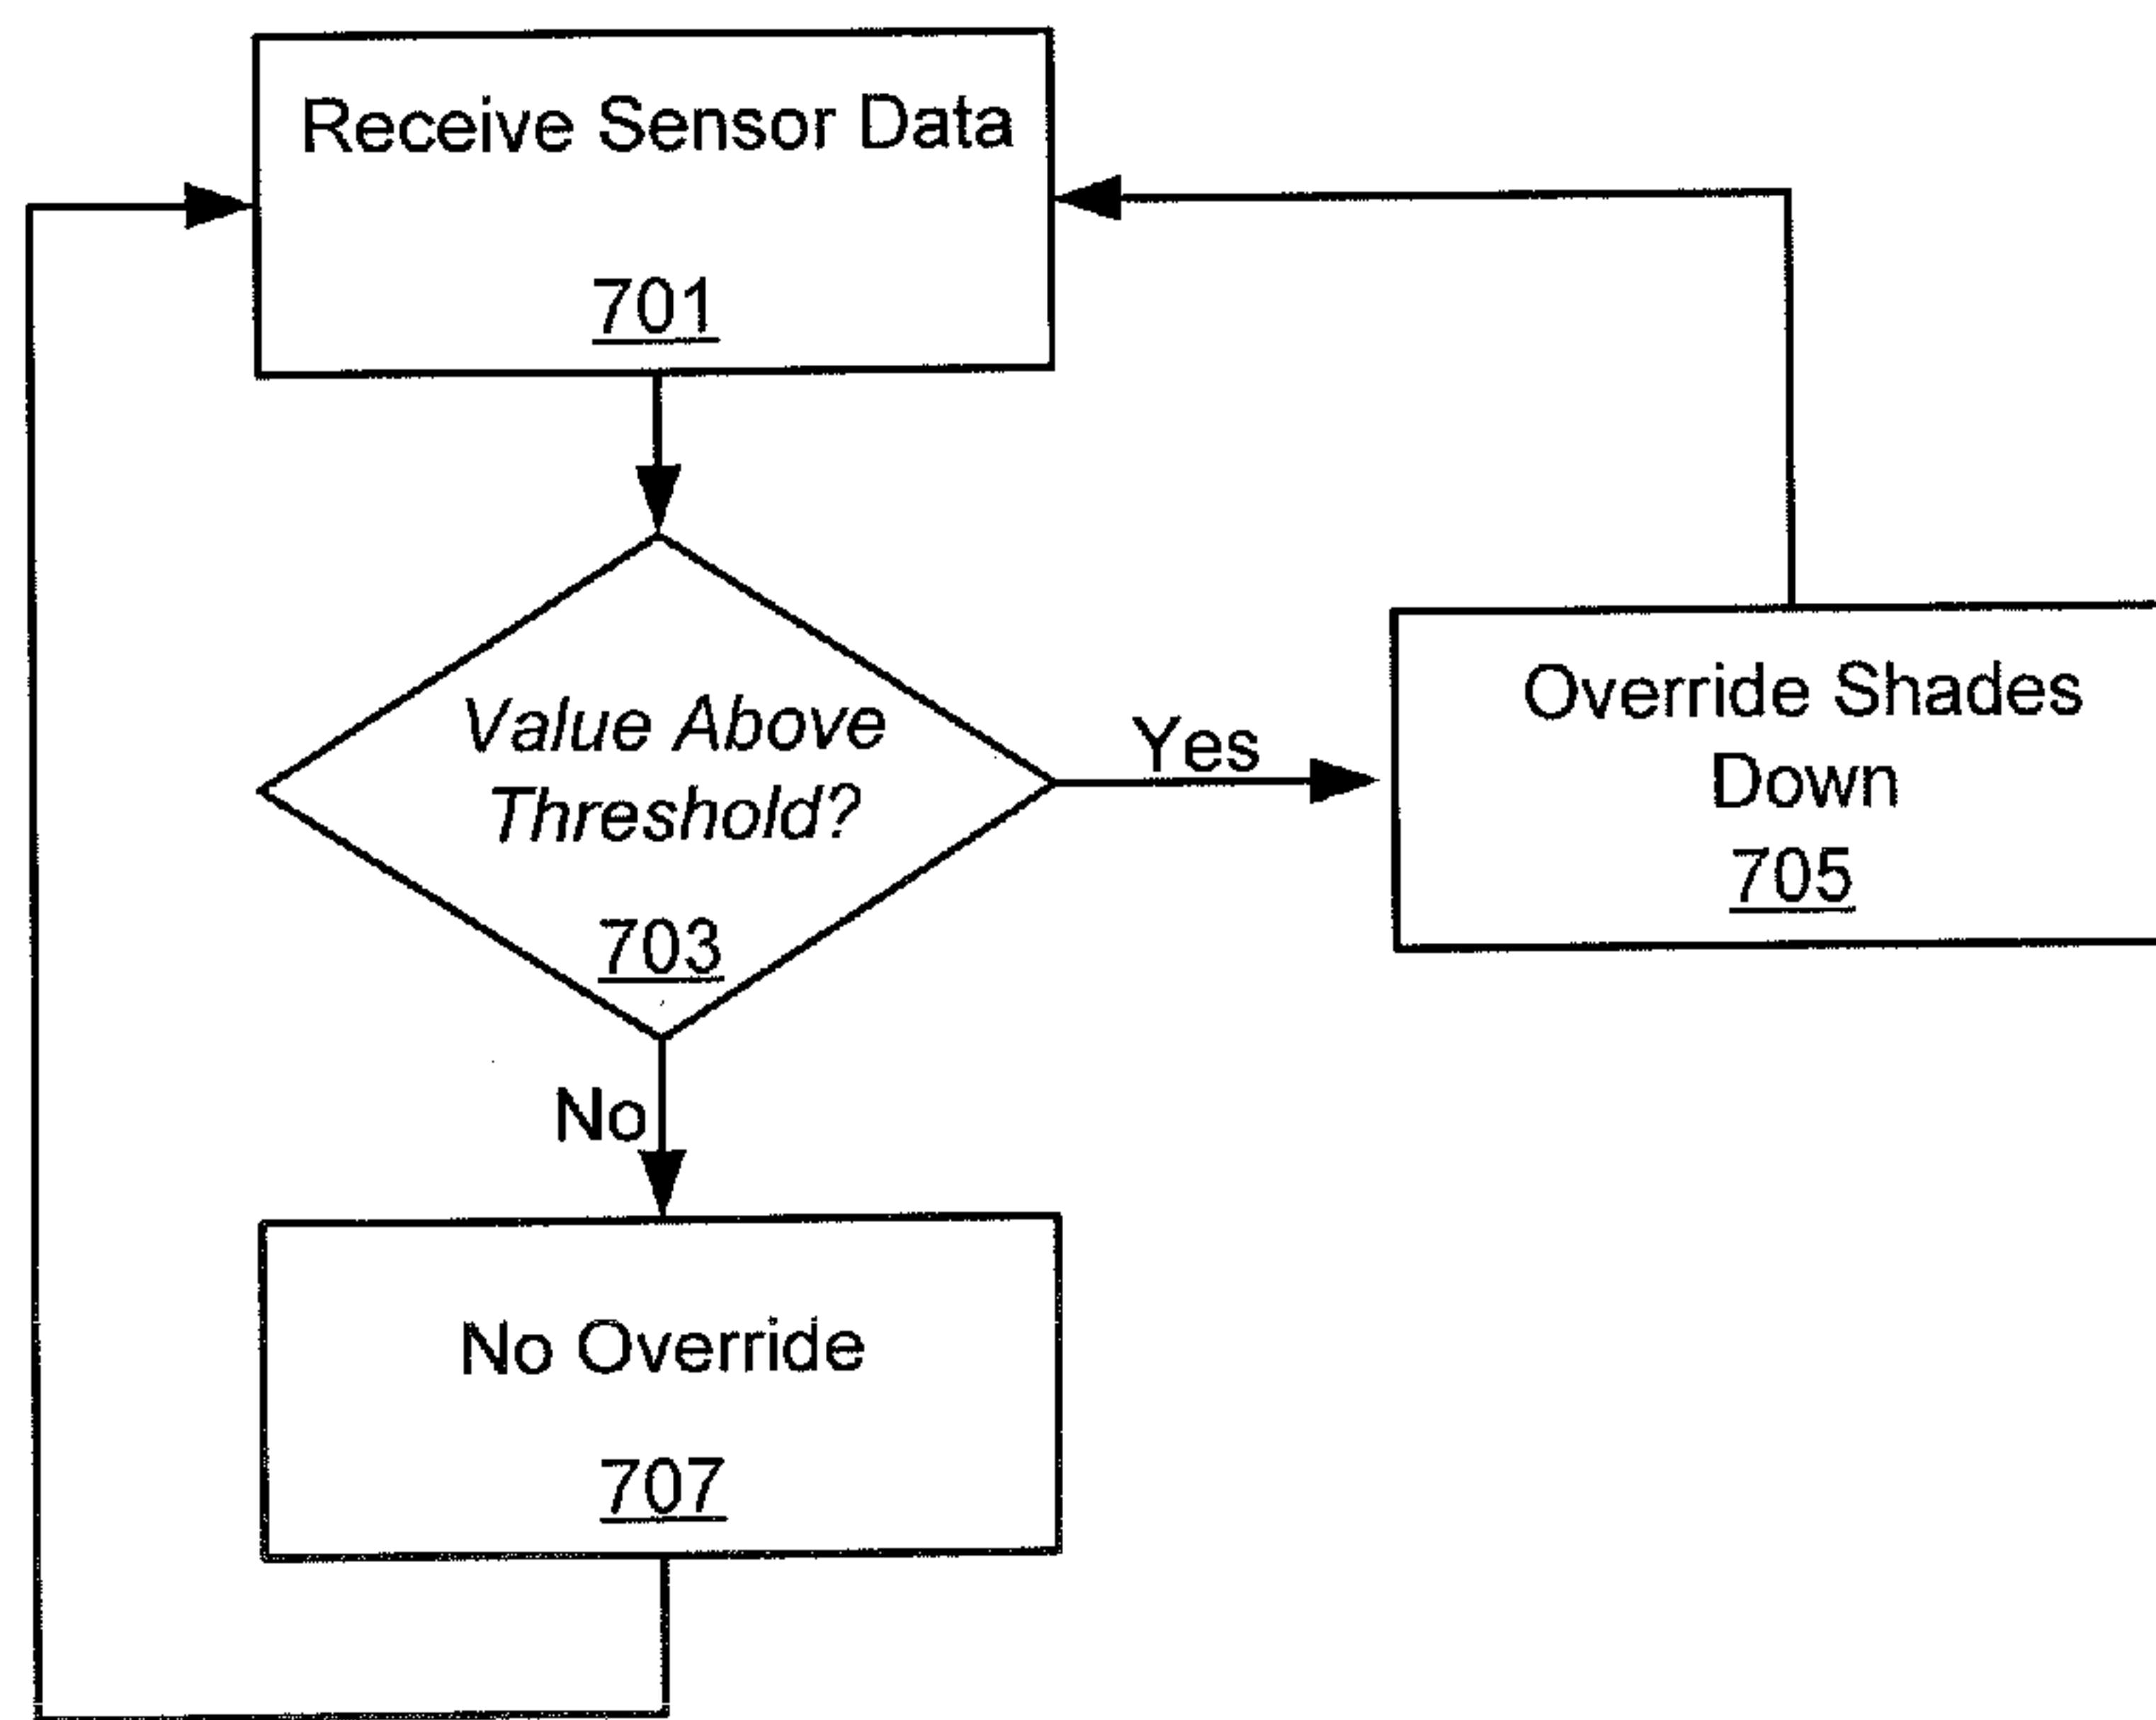 Receive Sensor Data
701
Value Above
Threshold?
703
Yes
Override Shades
Down
705
No
No Override
707